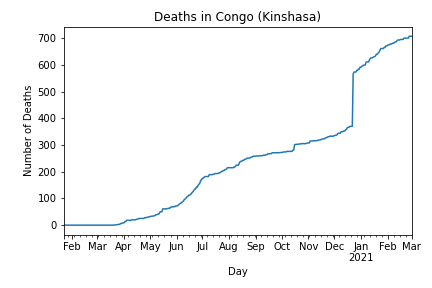 Deaths in Congo (Kinshasa)
Number of Deaths
700
600
500
400
300
200
100
0
Feb Mar Apr May Jun Jul Aug Sep Oct Nov Dec Jan Feb Mar
2021
Day